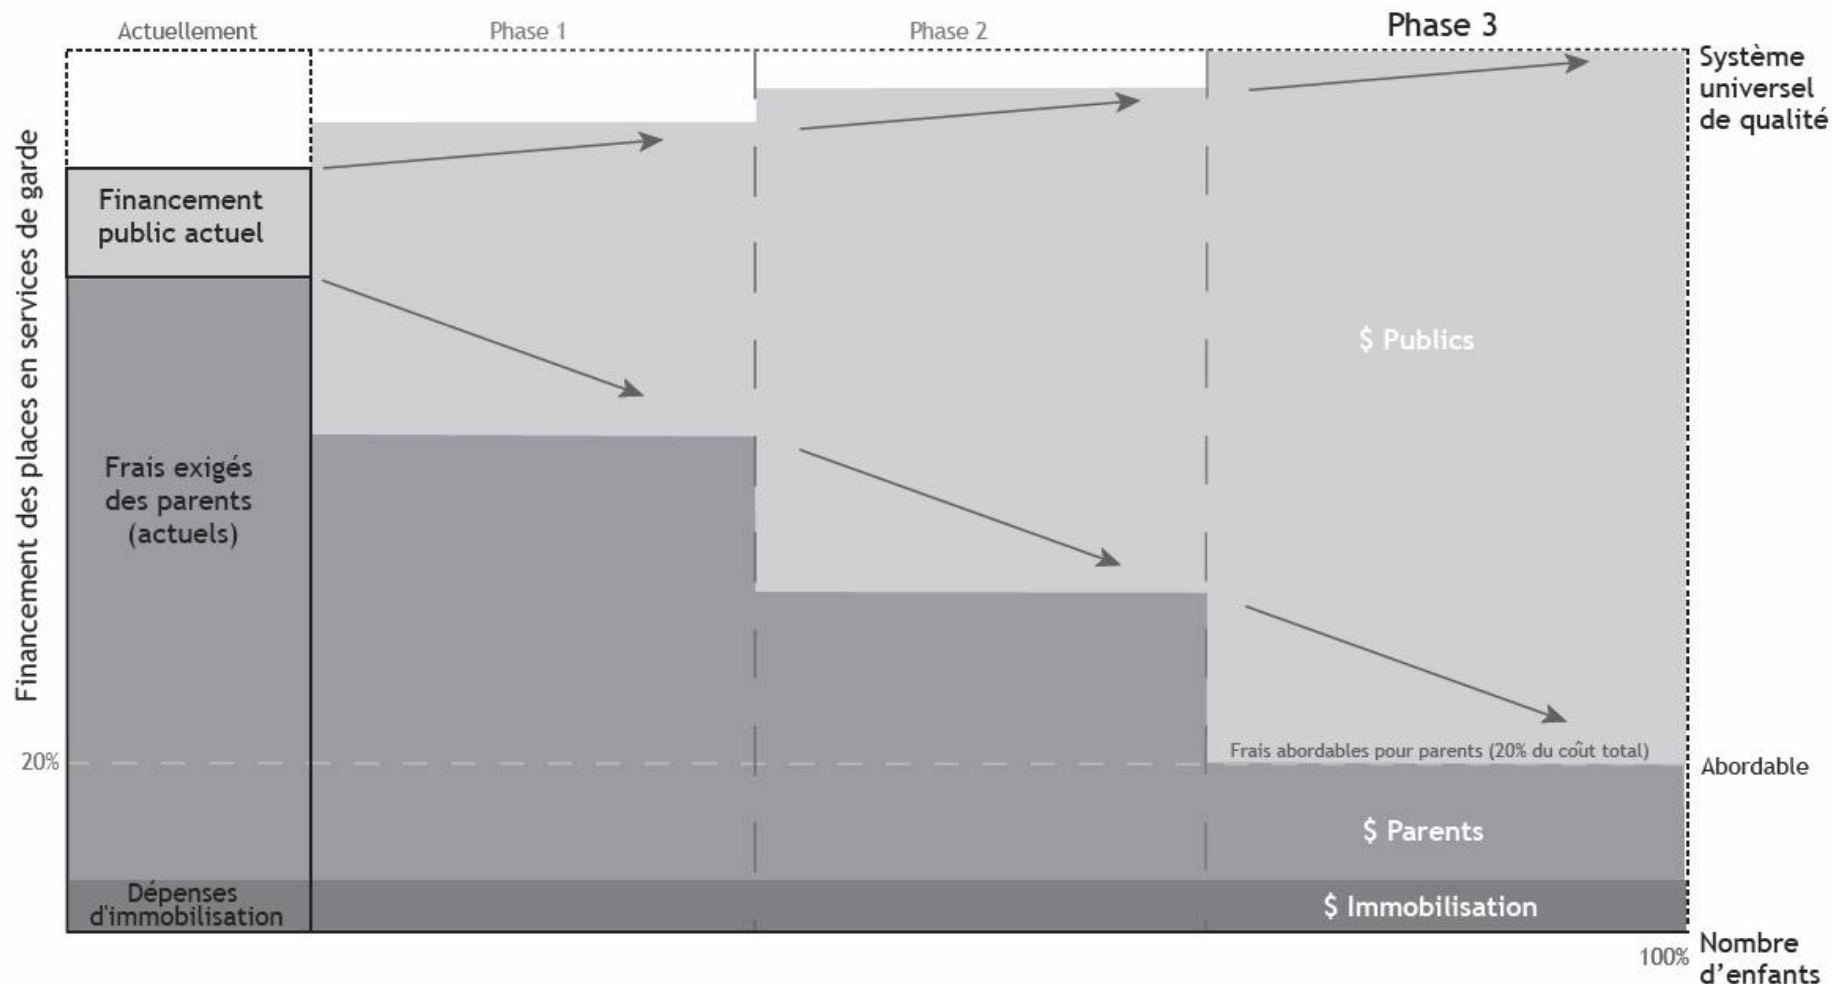 Actuellement
Phase 1
Phase 2
Phase 3
Système
universel
de qualité
Financement des places en services de garde
Financement
public actuel
$ Publics
Frais exigés
des parents
(actuels)
20%
Frais abordables pour parents (20% du coût total)
Abordable
$ Parents
Dépenses
d'immobilisation
$ Immobilisation
100%
Nombre
d’enfants